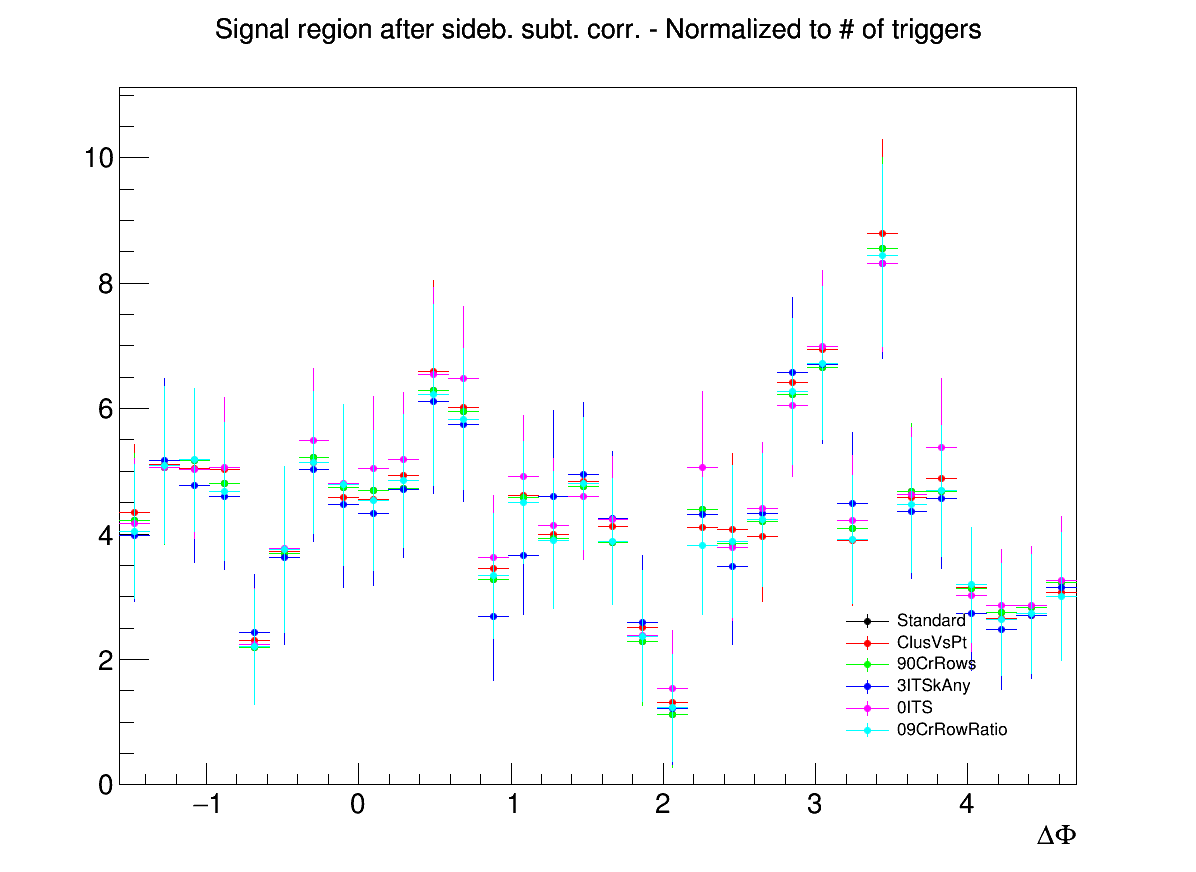 Signal region after sideb. subt. corr. - Normalized to # of triggers
10
8
6
4
2
0
Standard
ClusVsPt
90CrRows
3ITSkAny
0ITS
09CrRowRatio
−1 0 1 2 3 4
ΔΦ